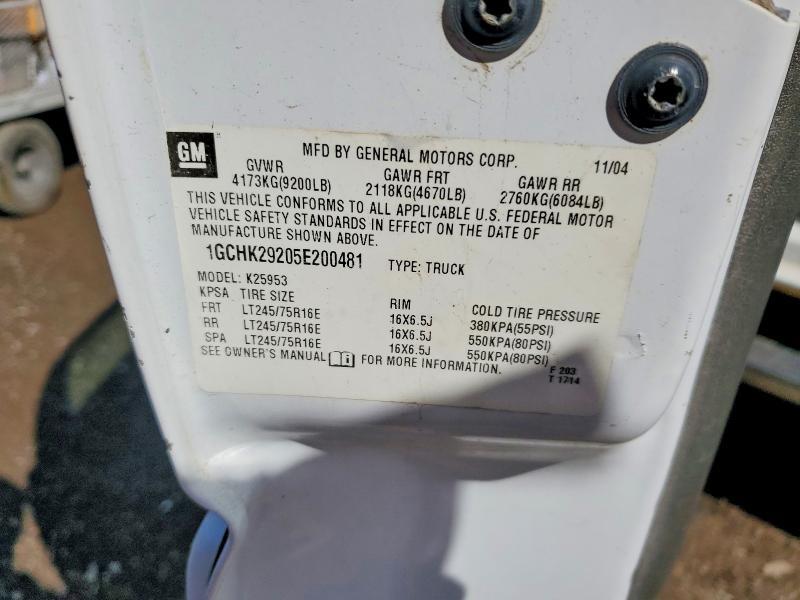 GM MFD BY GENERAL MOTORS CORP. 11/04
GVWR GAWR FRT GAWR RR
4173KG(9200LB) 2118KG(4670LB) 2760KG(6084LB)
THIS VEHICLE CONFORMS TO ALL APPLICABLE U.S. FEDERAL MOTOR
VEHICLE SAFETY STANDARDS IN EFFECT ON THE DATE OF
MANUFACTURE SHOWN ABOVE.
1GCHK29205E200481 TYPE: TRUCK
MODEL: K25953
KPSA TIRE SIZE RIM COLD TIRE PRESSURE
FRT LT245/75R16E 16X6.5J 380KPA(55PSI)
RR LT245/75R16E 16X6.5J 550KPA(80PSI)
SPA LT245/75R16E 16X6.5J 550KPA(80PSI)
SEE OWNER'S MANUAL FOR MORE INFORMATION.
F 203
T 1714